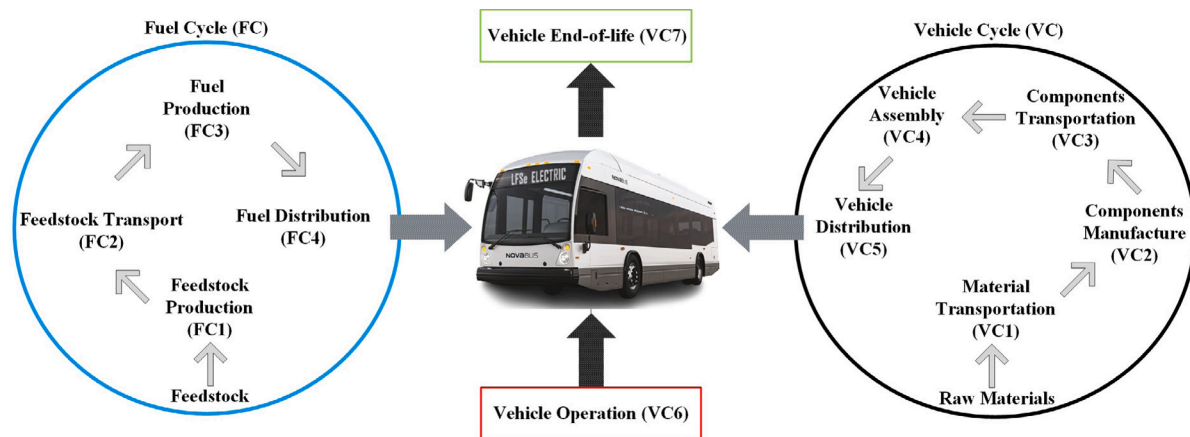 Fuel Cycle (FC)
Fuel
Production
(FC3)
Feedstock Transport
(FC2)
Fuel Distribution
(FC4)
Feedstock
Production
(FC1)
Feedstock
Vehicle End-of-life (VC7)
LFSe ELECTRIC
NOVABUS
NOVABUS
Vehicle Operation (VC6)
Vehicle Cycle (VC)
Vehicle
Assembly
(VC4)
Components
Transportation
(VC3)
Vehicle
Distribution
(VC5)
Components
Manufacture
(VC2)
Material
Transportation
(VC1)
Raw Materials